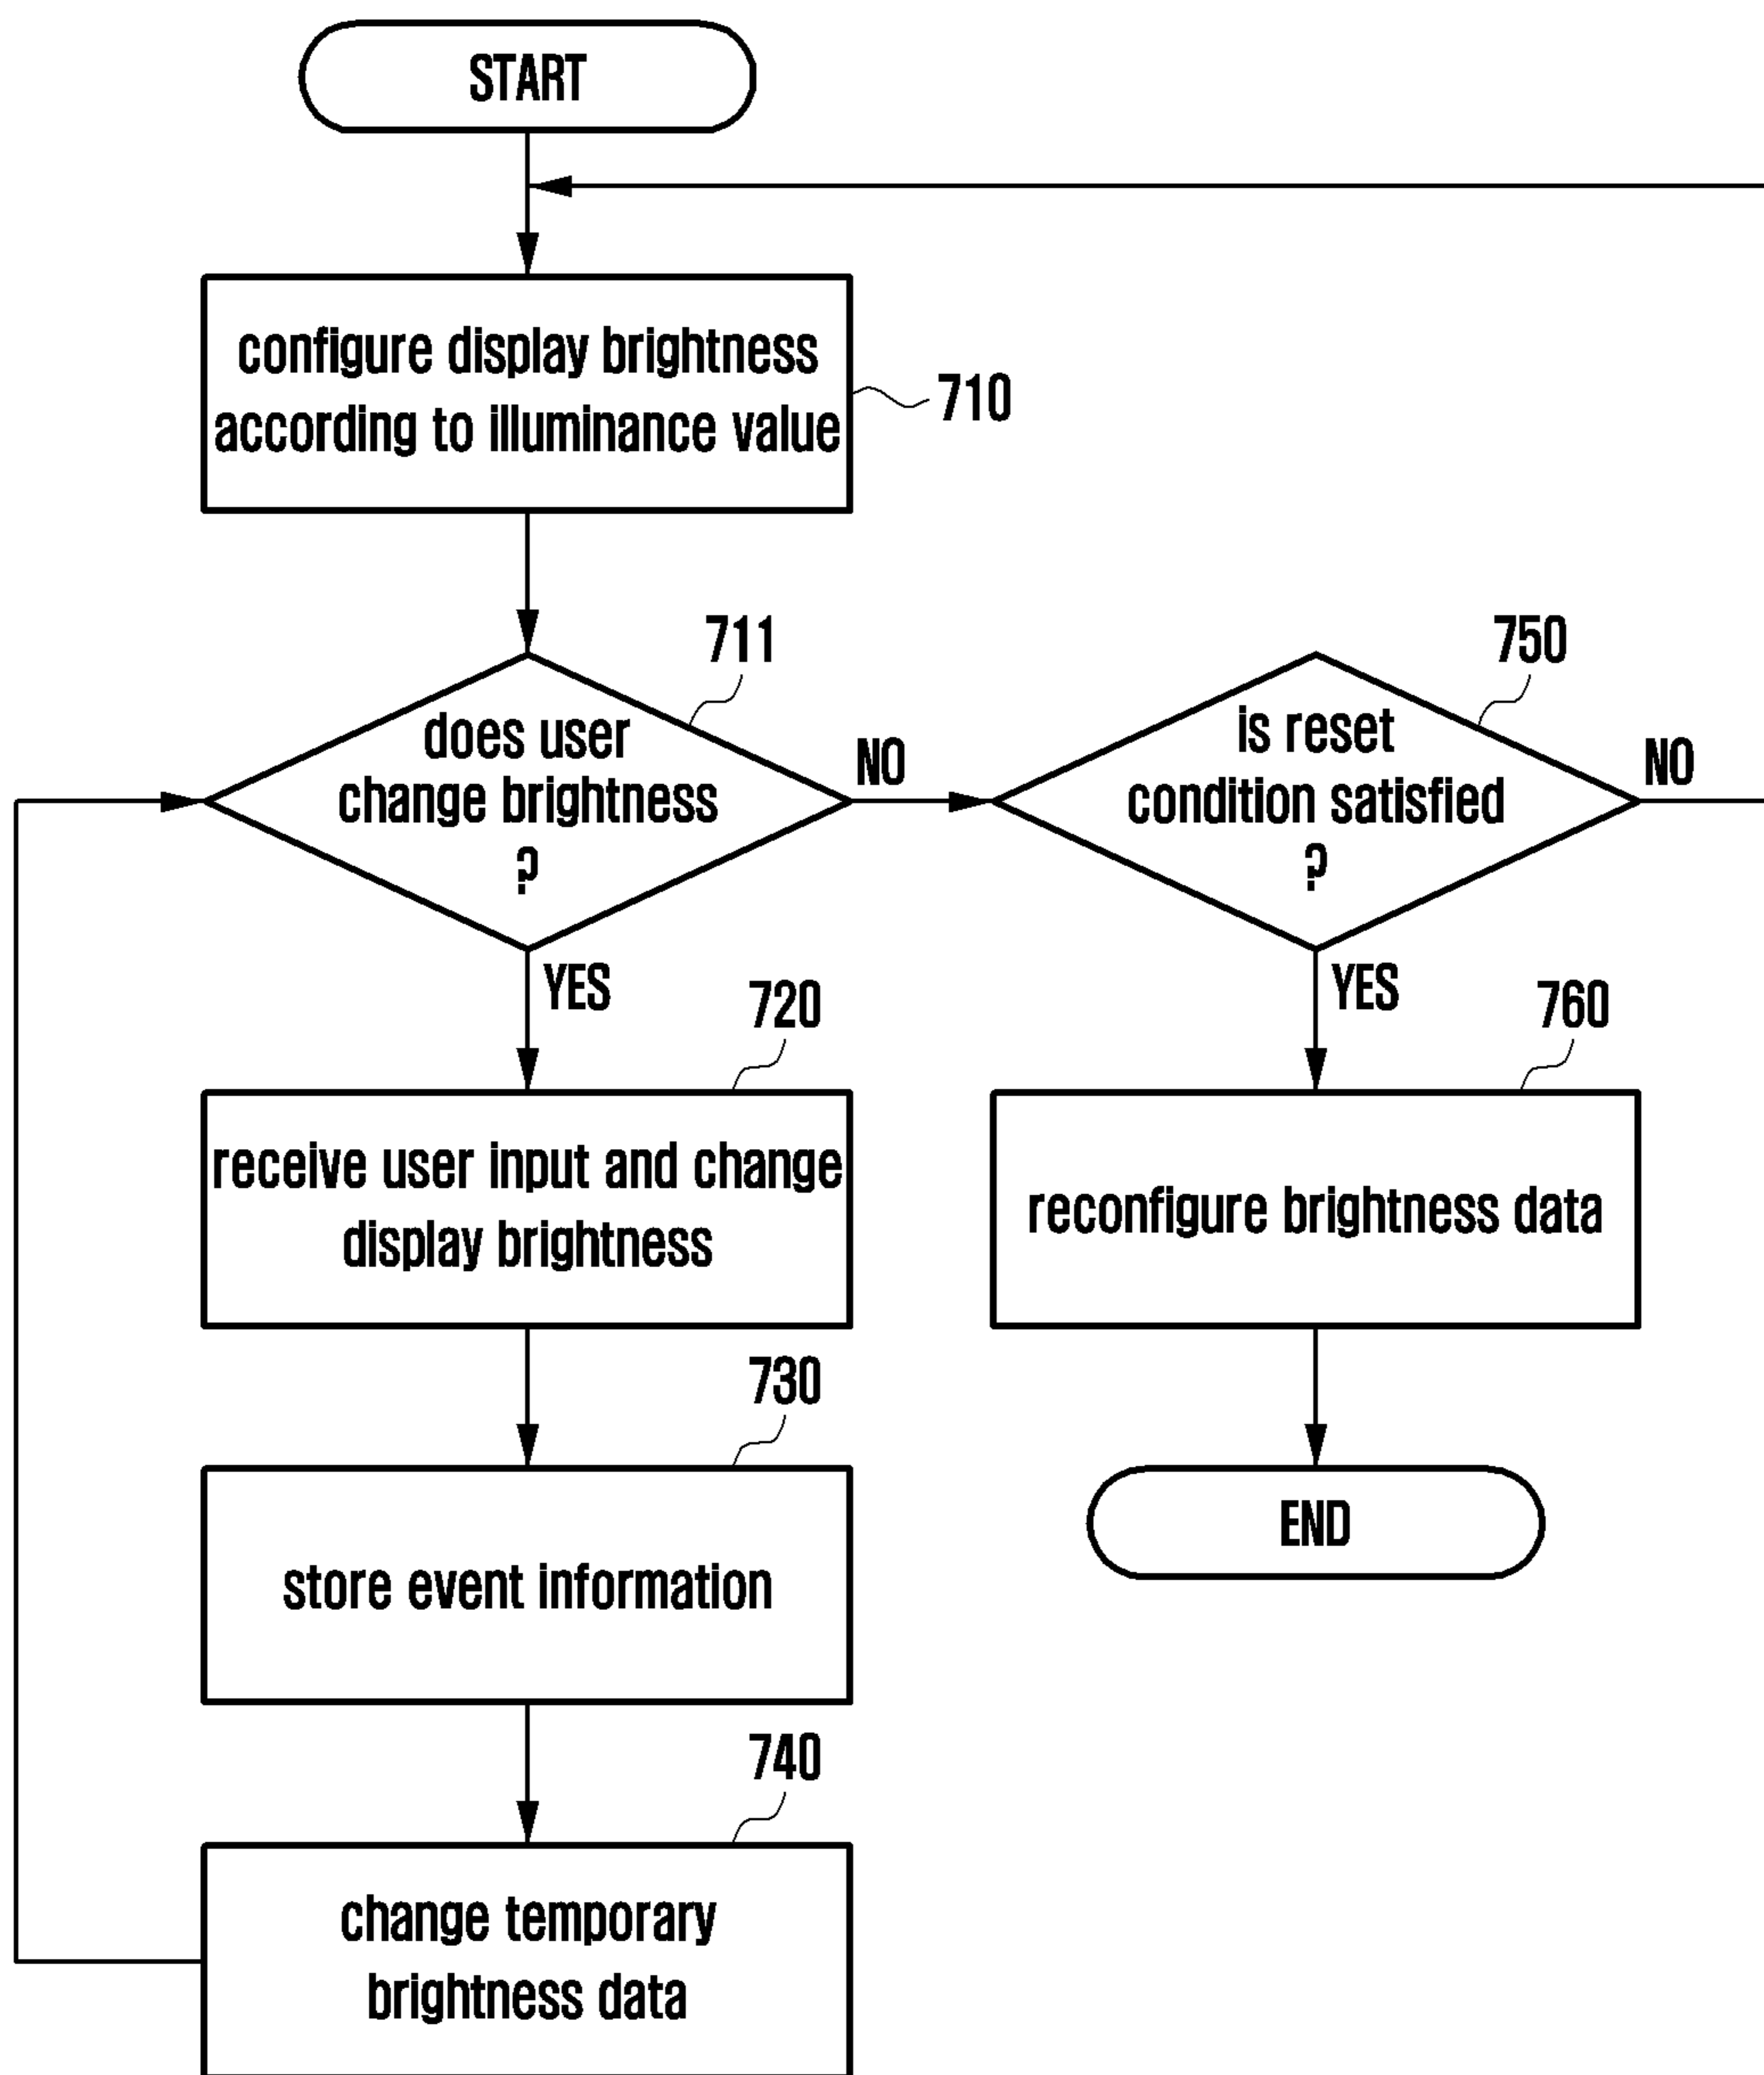 START
configure display brightness
according to illuminance value
710
711
does user
change brightness
?
NO
YES
750
is reset
condition satisfied
?
NO
YES
720
receive user input and change
display brightness
760
reconfigure brightness data
730
store event information
END
740
change temporary
brightness data